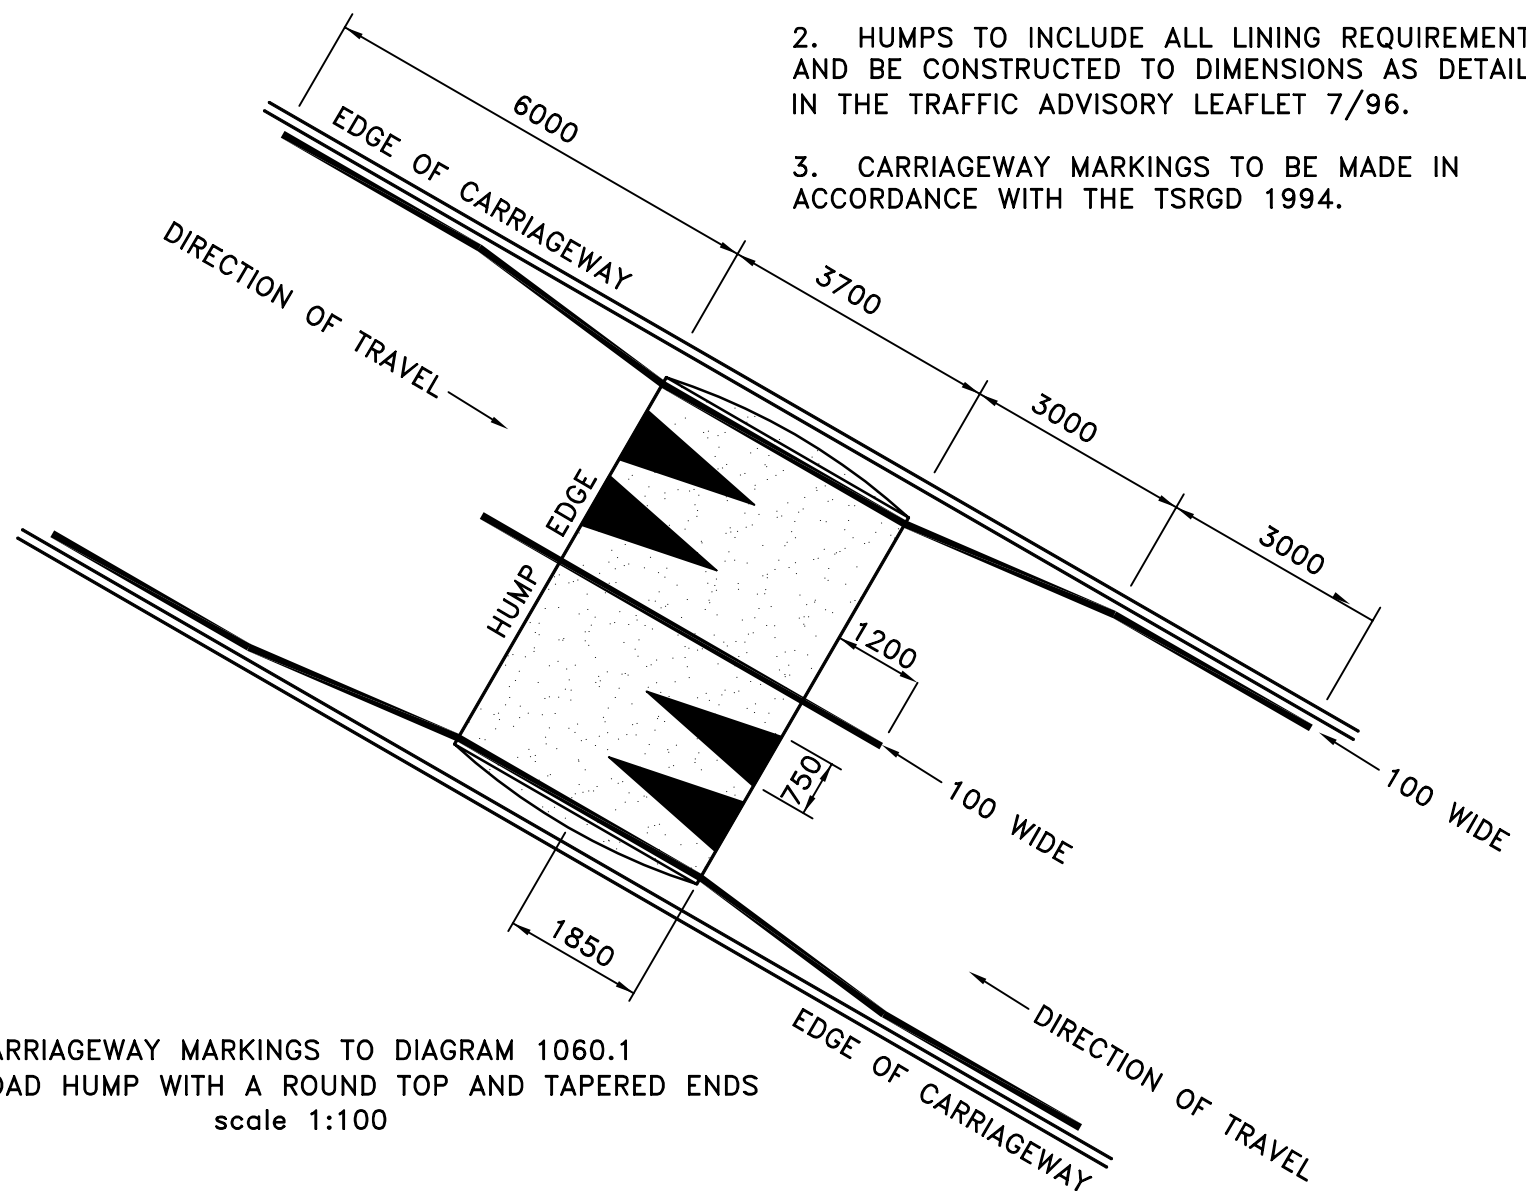 2. HUMPS TO INCLUDE ALL LINING REQUIREMENT
AND BE CONSTRUCTED TO DIMENSIONS AS DETAIL
IN THE TRAFFIC ADVISORY LEAFLET 7/96.
3. CARRIAGEWAY MARKINGS TO BE MADE IN
ACCORDANCE WITH THE TSRGD 1994.
6000
EDGE OF CARRIAGEWAY
DIRECTION OF TRAVEL
3700
3000
3000
HUMP EDGE
1200
750
100 WIDE
100 WIDE
1850
DIRECTION OF TRAVEL
EDGE OF CARRIAGEWAY
ARRIAGEWAY MARKINGS TO DIAGRAM 1060.1
OAD HUMP WITH A ROUND TOP AND TAPERED ENDS
scale 1:100